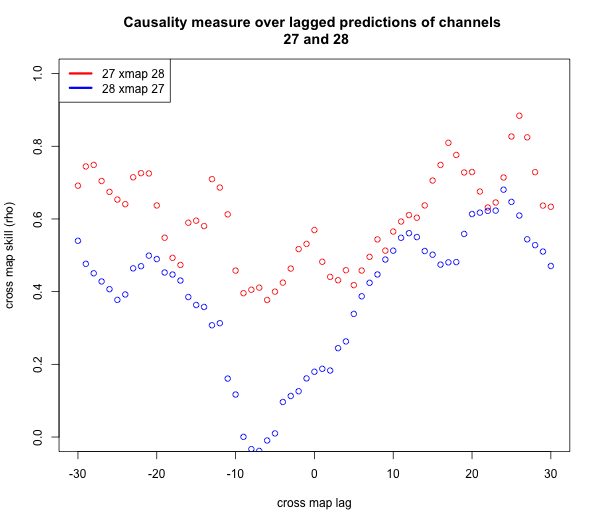 Causality measure over lagged predictions of channels
27 and 28
27 xmap 28
28 xmap 27
cross map skill (rho)
1.0
0.8
0.6
0.4
0.2
0.0
-30 -20 -10 0 10 20 30
cross map lag